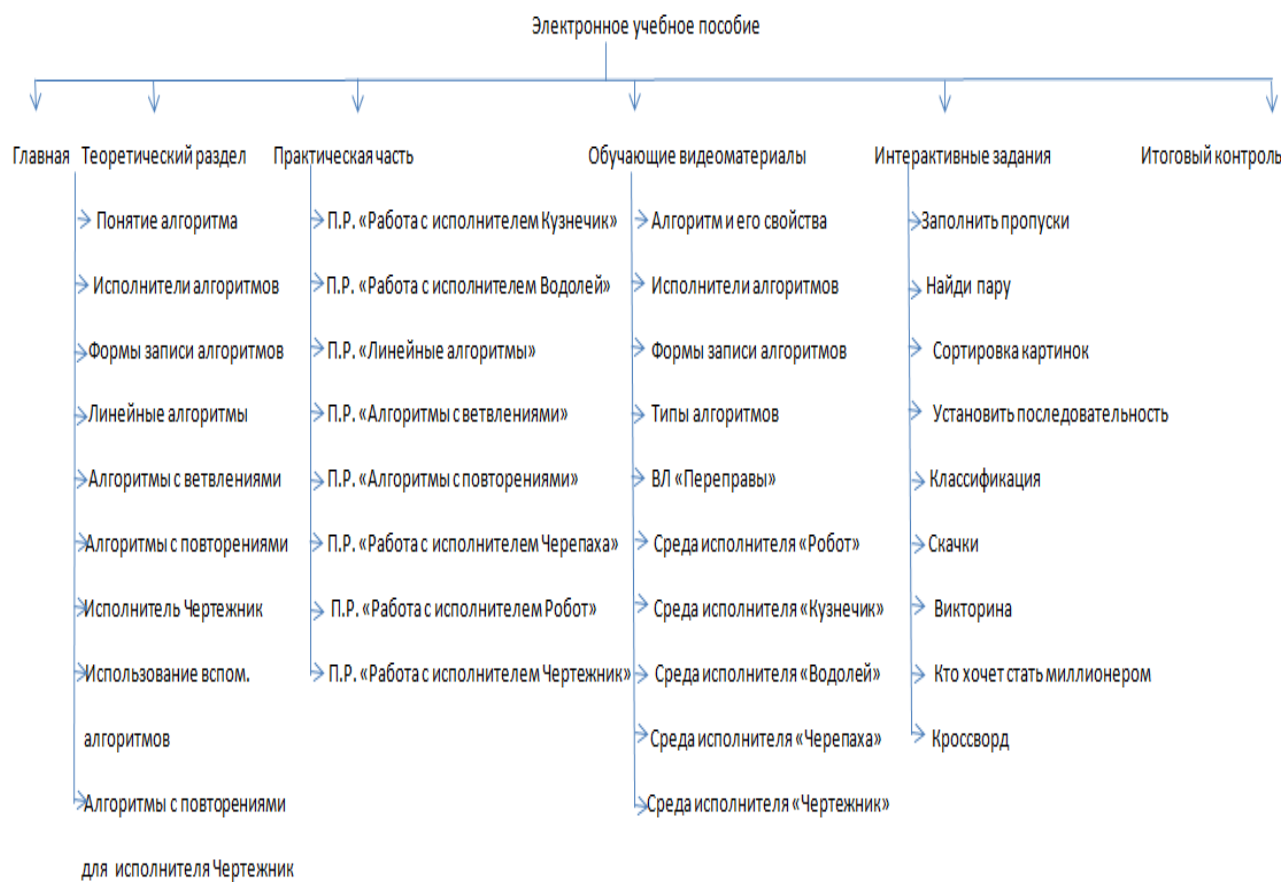 Электронное учебное пособие
Главная
Теоретический раздел
Понятие алгоритма
Исполнители алгоритмов
Формы записи алгоритмов
Линейные алгоритмы
Алгоритмы с ветвлениями
Алгоритмы с повторениями
Исполнитель Чертежник
Использование вспом.
алгоритмов
Алгоритмы с повторениями
для исполнителя Чертежник
Практическая часть
П.Р. «Работа с исполнителем Кузнечик»
П.Р. «Работа с исполнителем Водолей»
П.Р. «Линейные алгоритмы»
П.Р. «Алгоритмы с ветвлениями»
П.Р. «Алгоритмы с повторениями»
П.Р. «Работа с исполнителем Черепаха»
П.Р. «Работа с исполнителем Робот»
П.Р. «Работа с исполнителем Чертежник»
Обучающие видеоматериалы
Алгоритм и его свойства
Исполнители алгоритмов
Формы записи алгоритмов
Типы алгоритмов
ВЛ «Переправы»
Среда исполнителя «Робот»
Среда исполнителя «Кузнечик»
Среда исполнителя «Водолей»
Среда исполнителя «Черепаха»
Среда исполнителя «Чертежник»
Интерактивные задания
Заполнить пропуски
Найди пару
Сортировка картинок
Установить последовательность
Классификация
Скачки
Викторина
Кто хочет стать миллионером
Кроссворд
Итоговый контроль